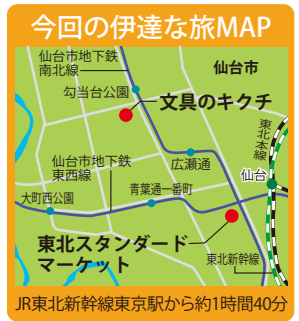 今回の伊達な旅MAP
仙台市地下鉄
南北線
仙台市
勾当台公園
文具のキクチ
東北本線
仙台市地下鉄
東西線
広瀬通
仙台
大町西公園
青葉通一番町
東北スタンダード
マーケット
東北新幹線
JR東北新幹線東京駅から約1時間40分